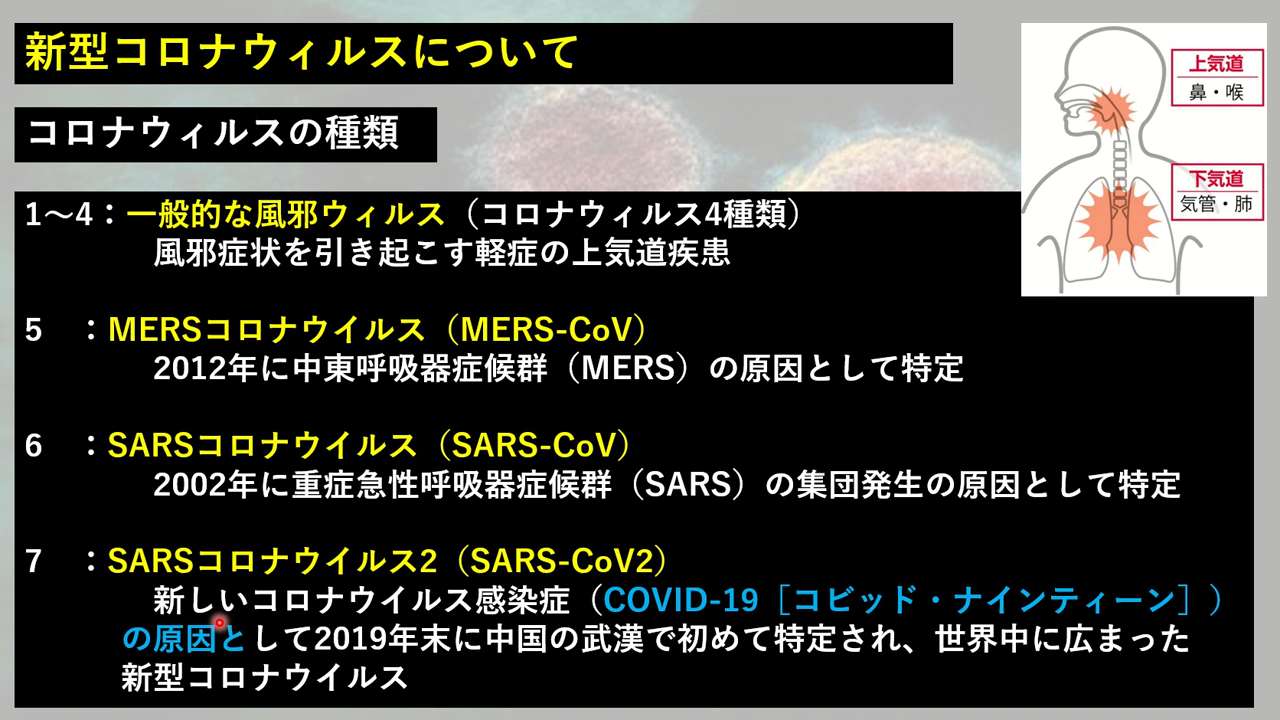 新型コロナウィルスについて
コロナウィルスの種類
上気道
鼻・喉
下気道
気管・肺
1～4：一般的な風邪ウィルス（コロナウィルス4種類）
風邪症状を引き起こす軽症の上気道疾患
5　：MERSコロナウイルス（MERS-CoV）
2012年に中東呼吸器症候群（MERS）の原因として特定
6　：SARSコロナウイルス（SARS-CoV）
2002年に重症急性呼吸器症候群（SARS）の集団発生の原因として特定
7　：SARSコロナウイルス2（SARS-CoV2）
新しいコロナウイルス感染症（COVID-19［コビッド・ナインティーン］）
の原因として2019年末に中国の武漢で初めて特定され、世界中に広まった
新型コロナウイルス